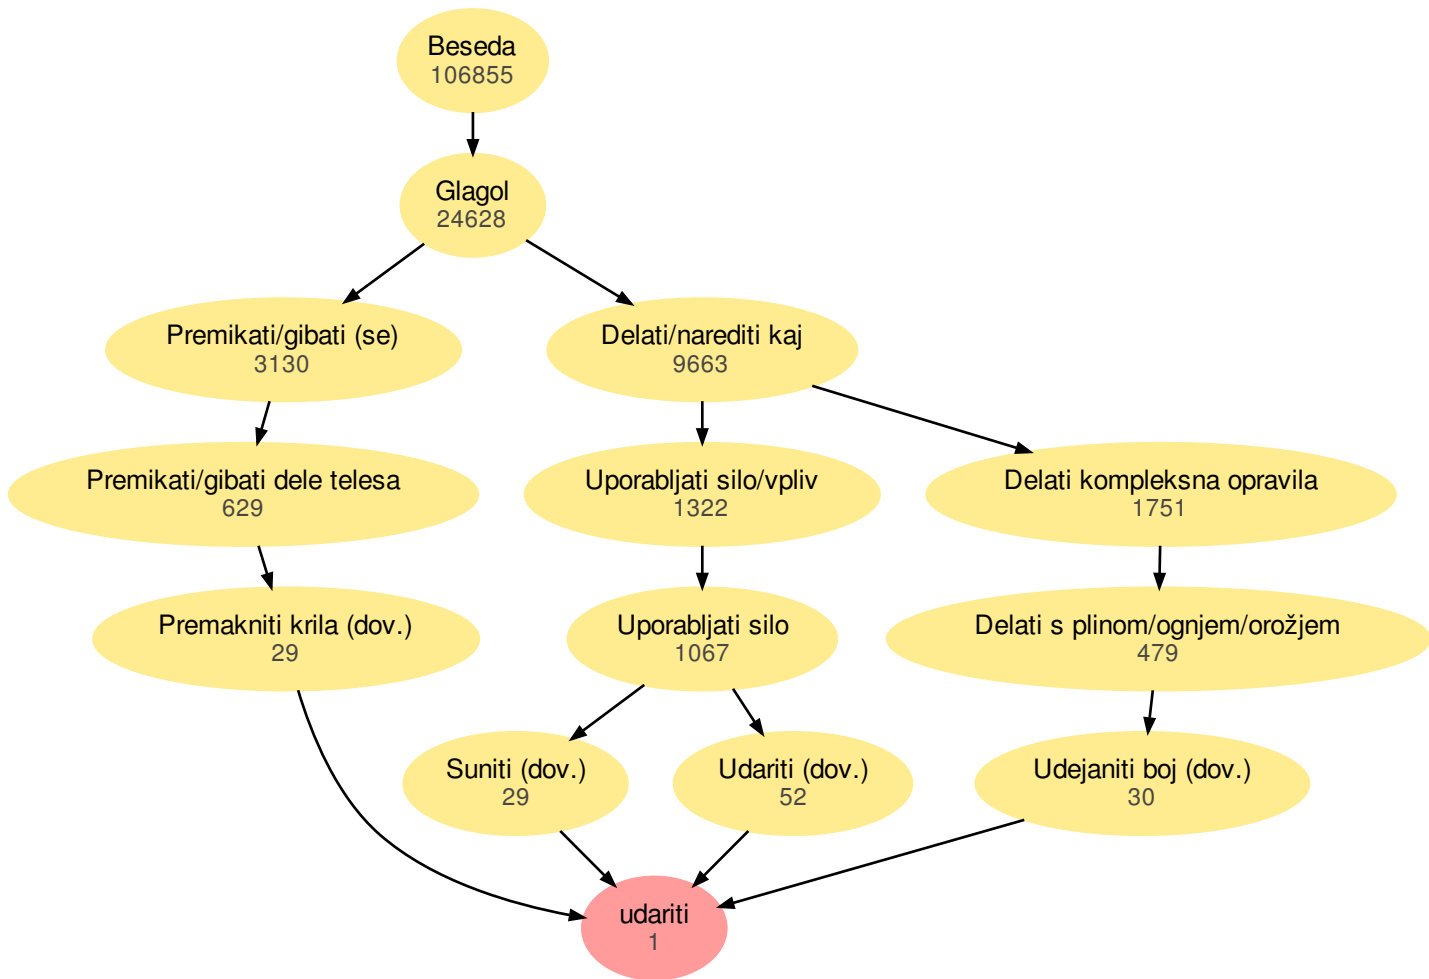 Beseda
106855
Glagol
24628
Premikati/gibati (se)
3130
Delati/narediti kaj
9663
Premikati/gibati dele telesa
629
Uporabljati silo/vpliv
1322
Delati kompleksna opravila
1751
Premakniti krila (dov.)
29
Uporabljati silo
1067
Delati s plinom/ognjem/orožjem
479
Suniti (dov.)
29
Udariti (dov.)
52
Udejaniti boj (dov.)
30
udariti
1